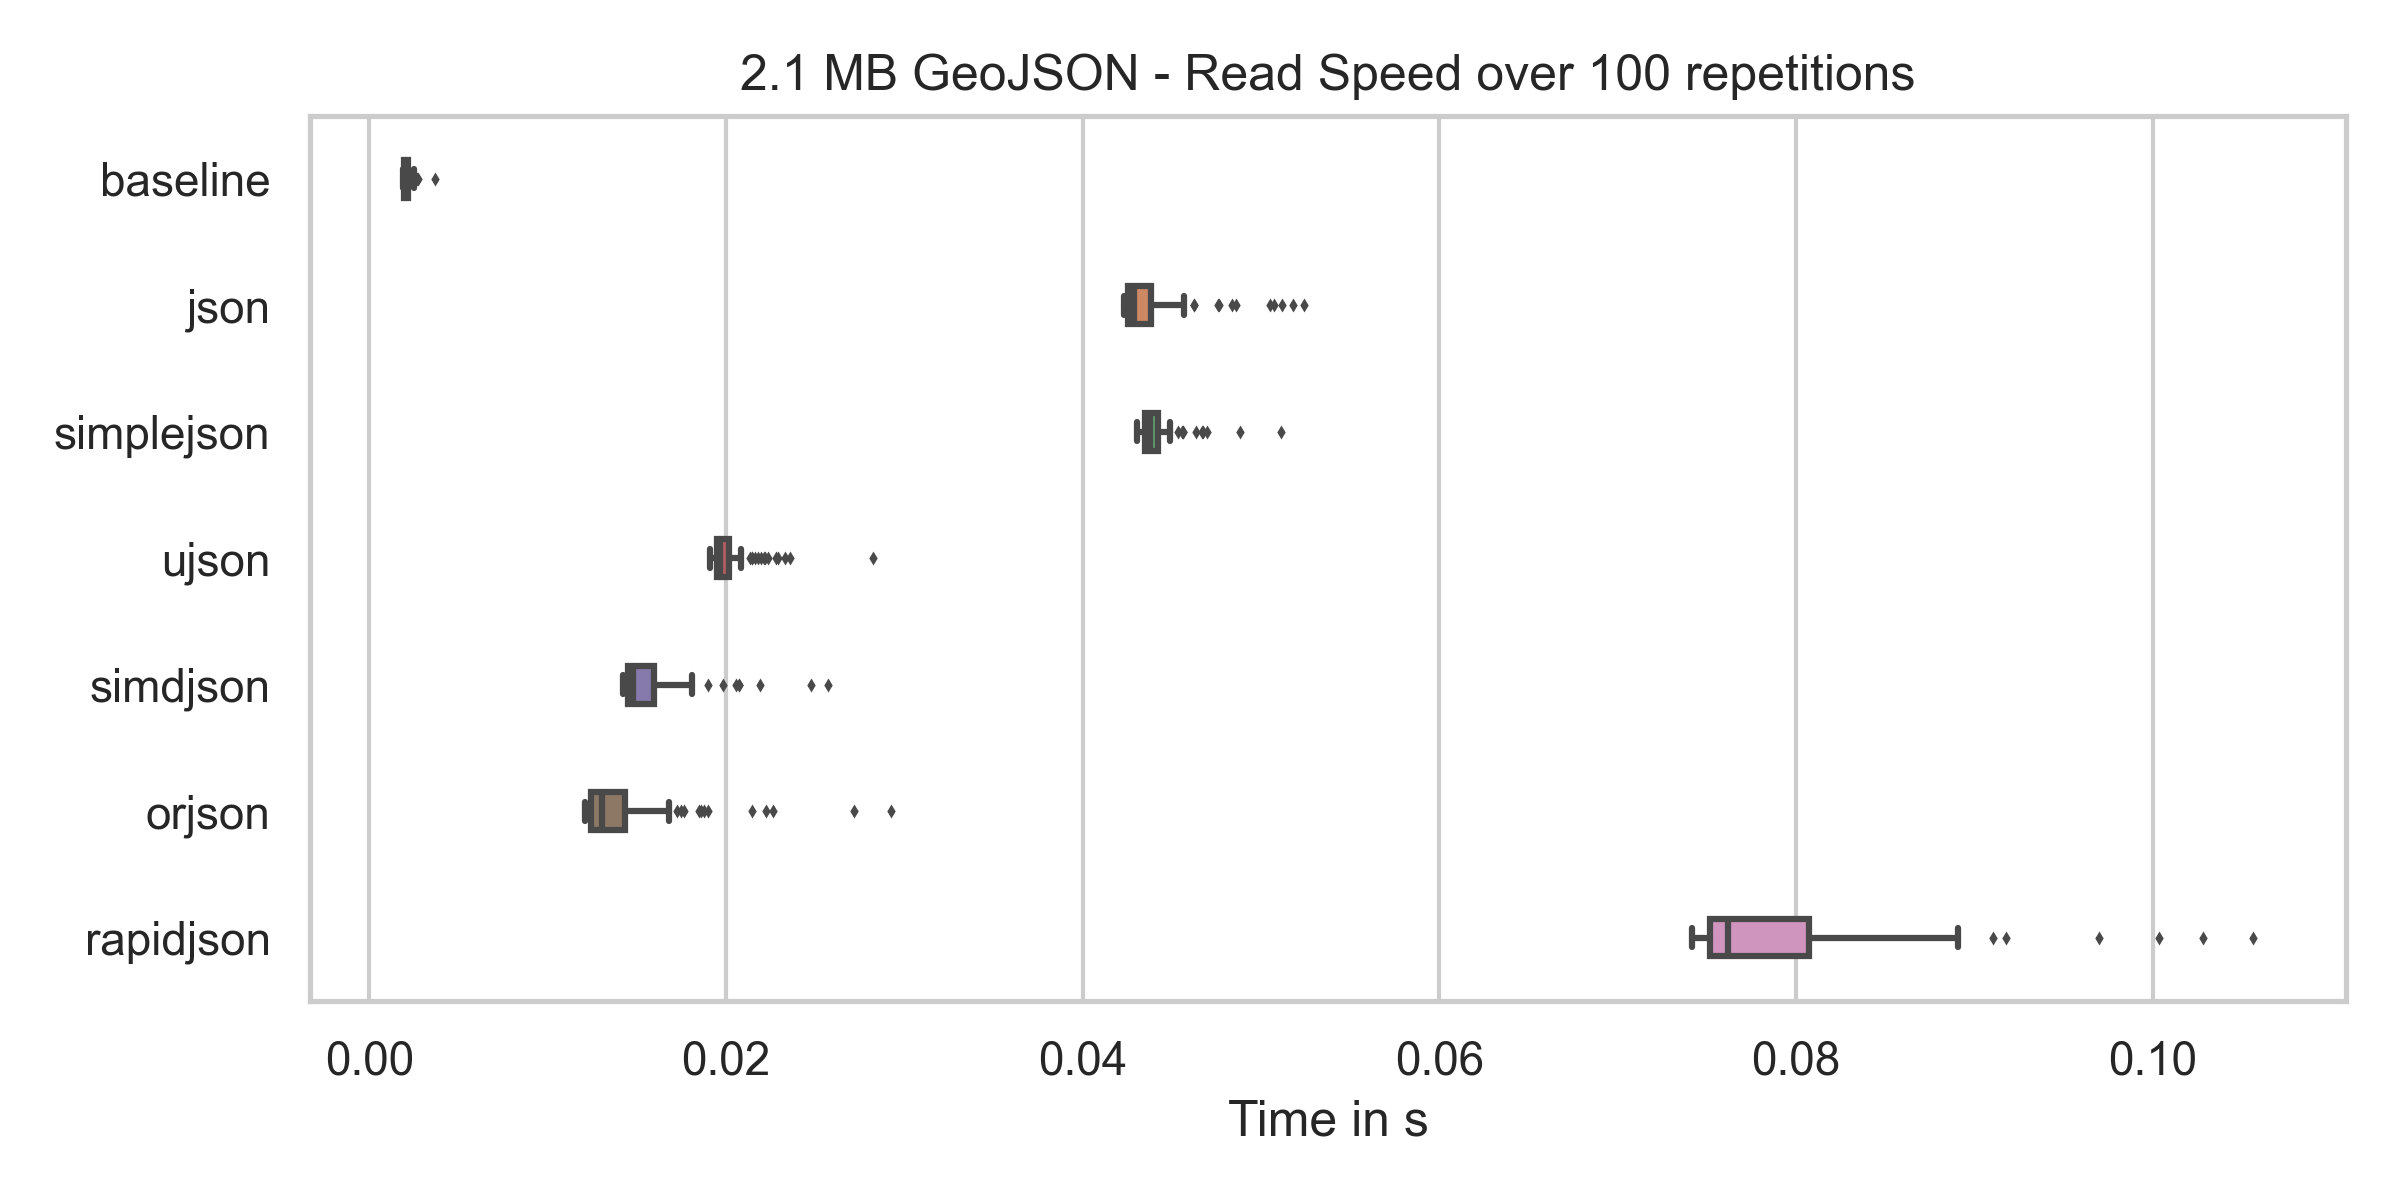 2.1 MB GeoJSON - Read Speed over 100 repetitions
baseline
json
simplejson
ujson
simdjson
orjson
rapidjson
0.00 0.02 0.04 0.06 0.08 0.10
Time in s